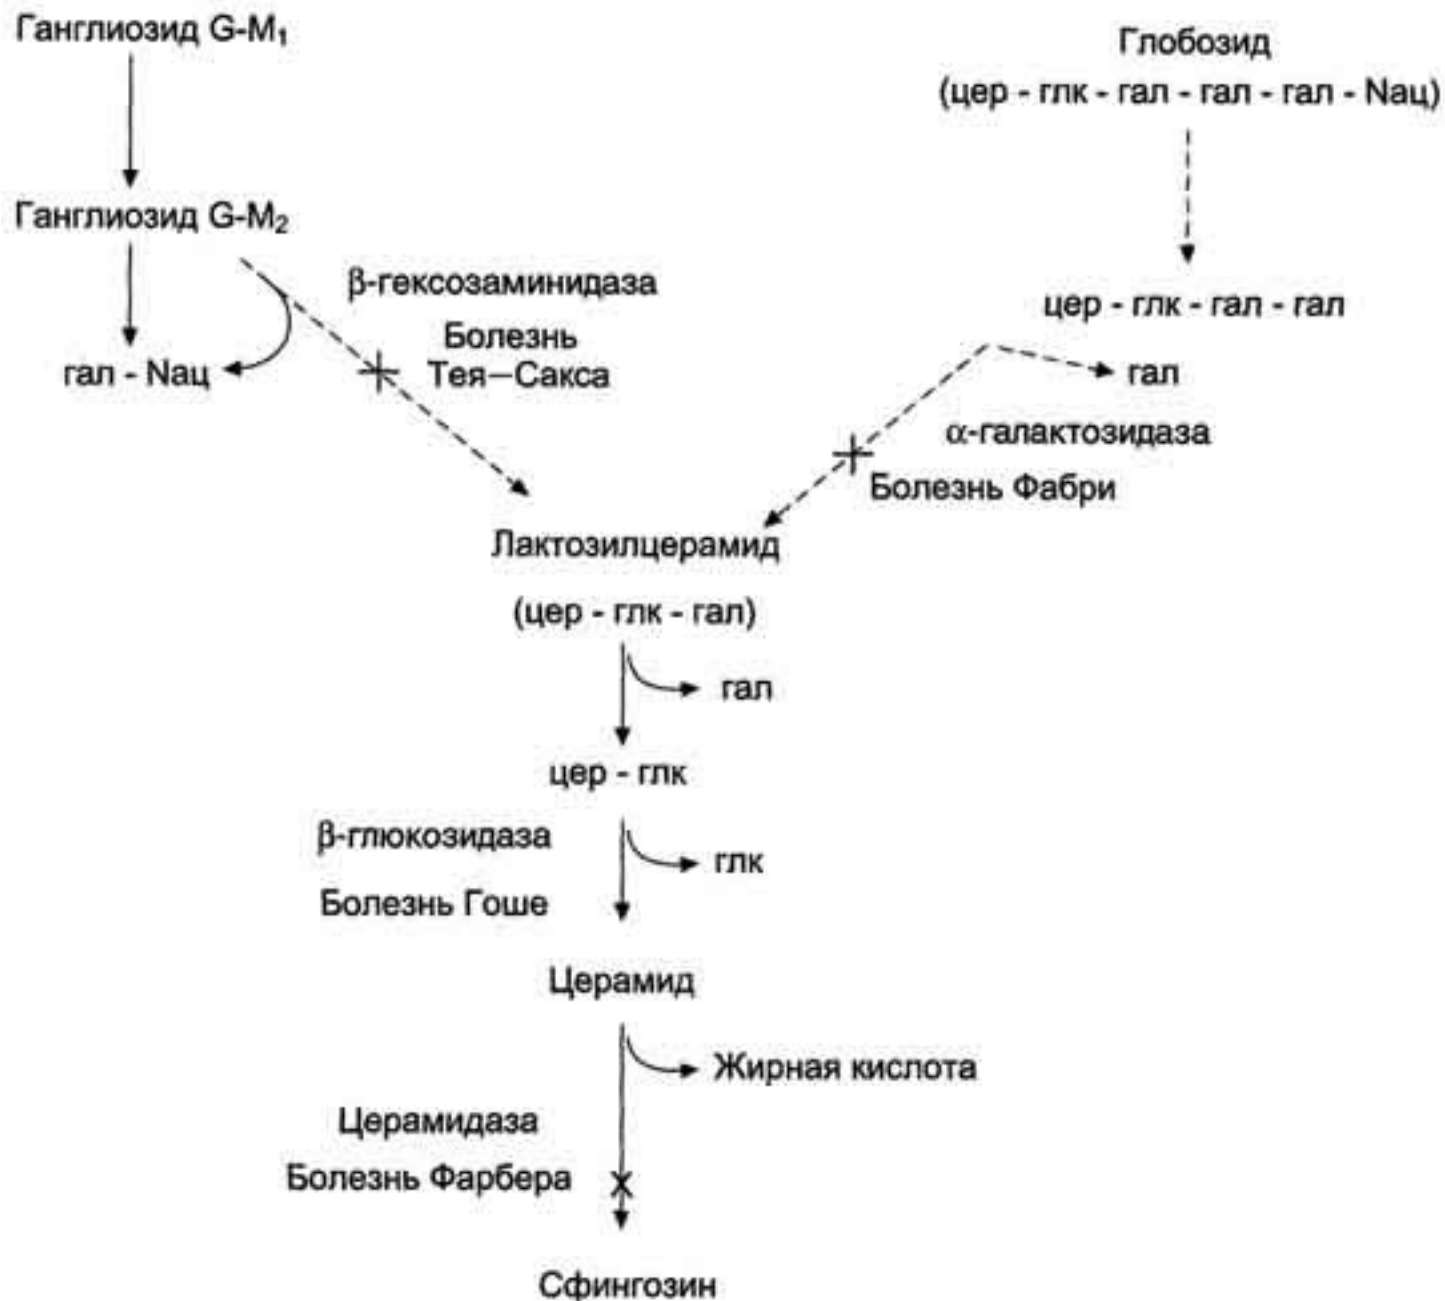 Ганглиозид G-M₁
Глобозид
(цер - глк - гал - гал - гал - Nац)
Ганглиозид G-M₂
β-гексозаминидаза
Болезнь
Тея–Сакса
гал - Nац
цер - глк - гал - гал
гал
α-галактозидаза
Болезнь Фабри
Лактозилцерамид
(цер - глк - гал)
гал
цер - глк
β-глюкозидаза
глк
Болезнь Гоше
Церамид
Жирная кислота
Церамидаза
Болезнь Фарбера
Сфингозин